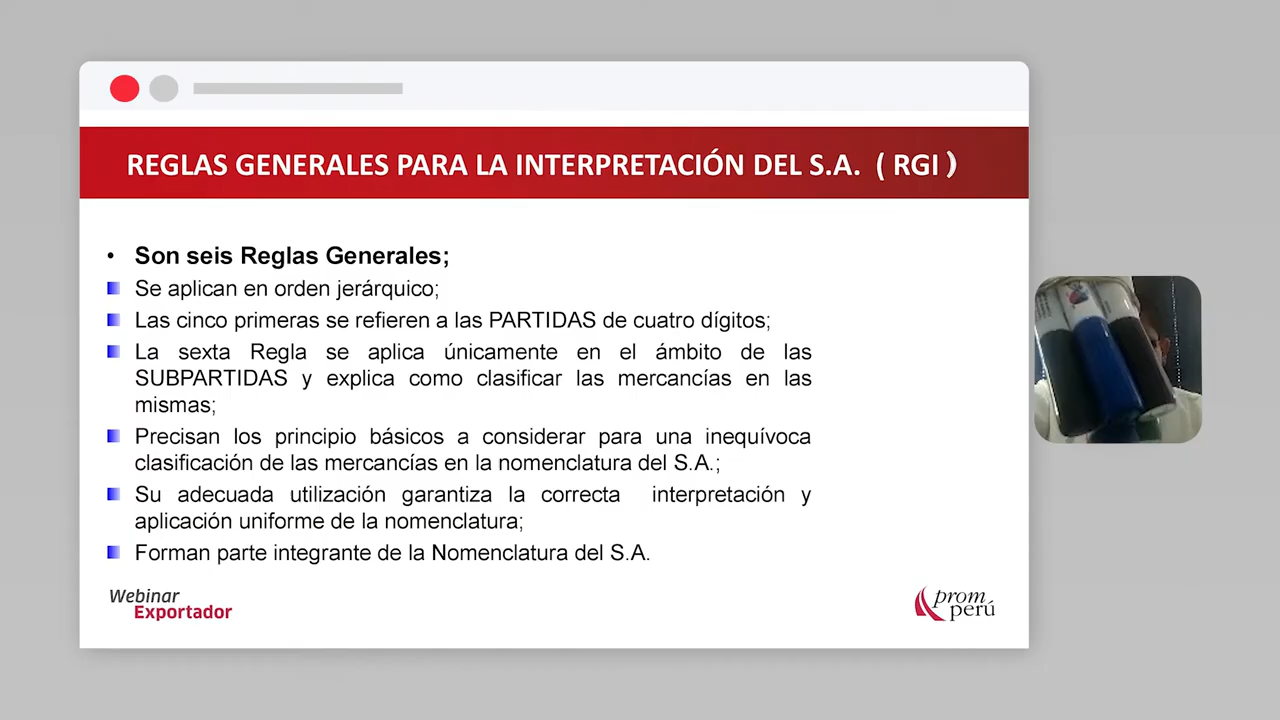 REGLAS GENERALES PARA LA INTERPRETACIÓN DEL S.A. ( RGI )
• Son seis Reglas Generales;
Se aplican en orden jerárquico;
Las cinco primeras se refieren a las PARTIDAS de cuatro dígitos;
La sexta Regla se aplica únicamente en el ámbito de las
SUBPARTIDAS y explica como clasificar las mercancías en las
mismas;
Precisan los principio básicos a considerar para una inequívoca
clasificación de las mercancías en la nomenclatura del S.A.;
Su adecuada utilización garantiza la correcta interpretación y
aplicación uniforme de la nomenclatura;
Forman parte integrante de la Nomenclatura del S.A.
Webinar
Exportador
prom
perú